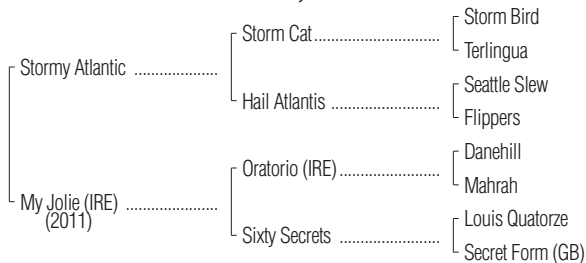 Storm Bird
Storm Cat
Terlingua
Stormy Atlantic
Seattle Slew
Hail Atlantis
Flippers
Danehill
Oratorio (IRE)
Mahrah
My Jolie (IRE)
(2011)
Louis Quatorze
Sixty Secrets
Secret Form (GB)